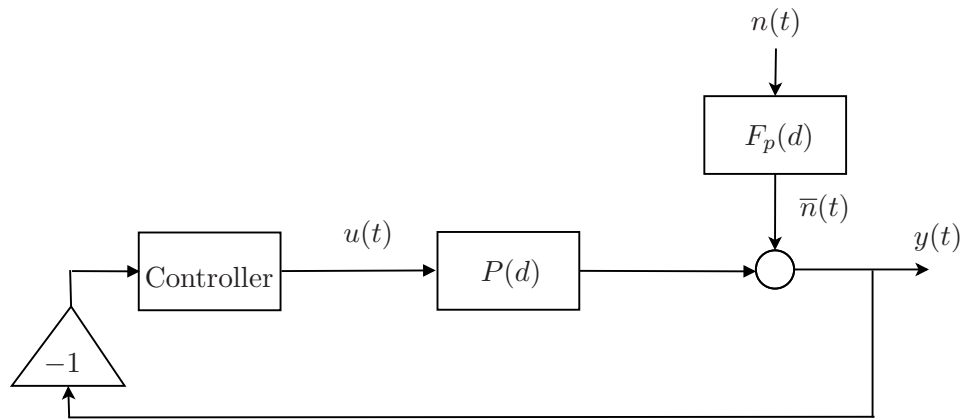 n(t)
F_p(d)
n̅(t)
u(t)
y(t)
Controller
P(d)
−1